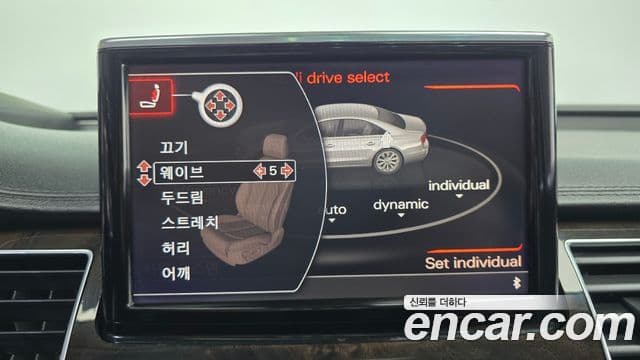 di drive select
끄기
웨이브 5
두드림
스트레치
허리
어깨
auto
dynamic
individual
Set individual
신뢰를 더하다
encar.com